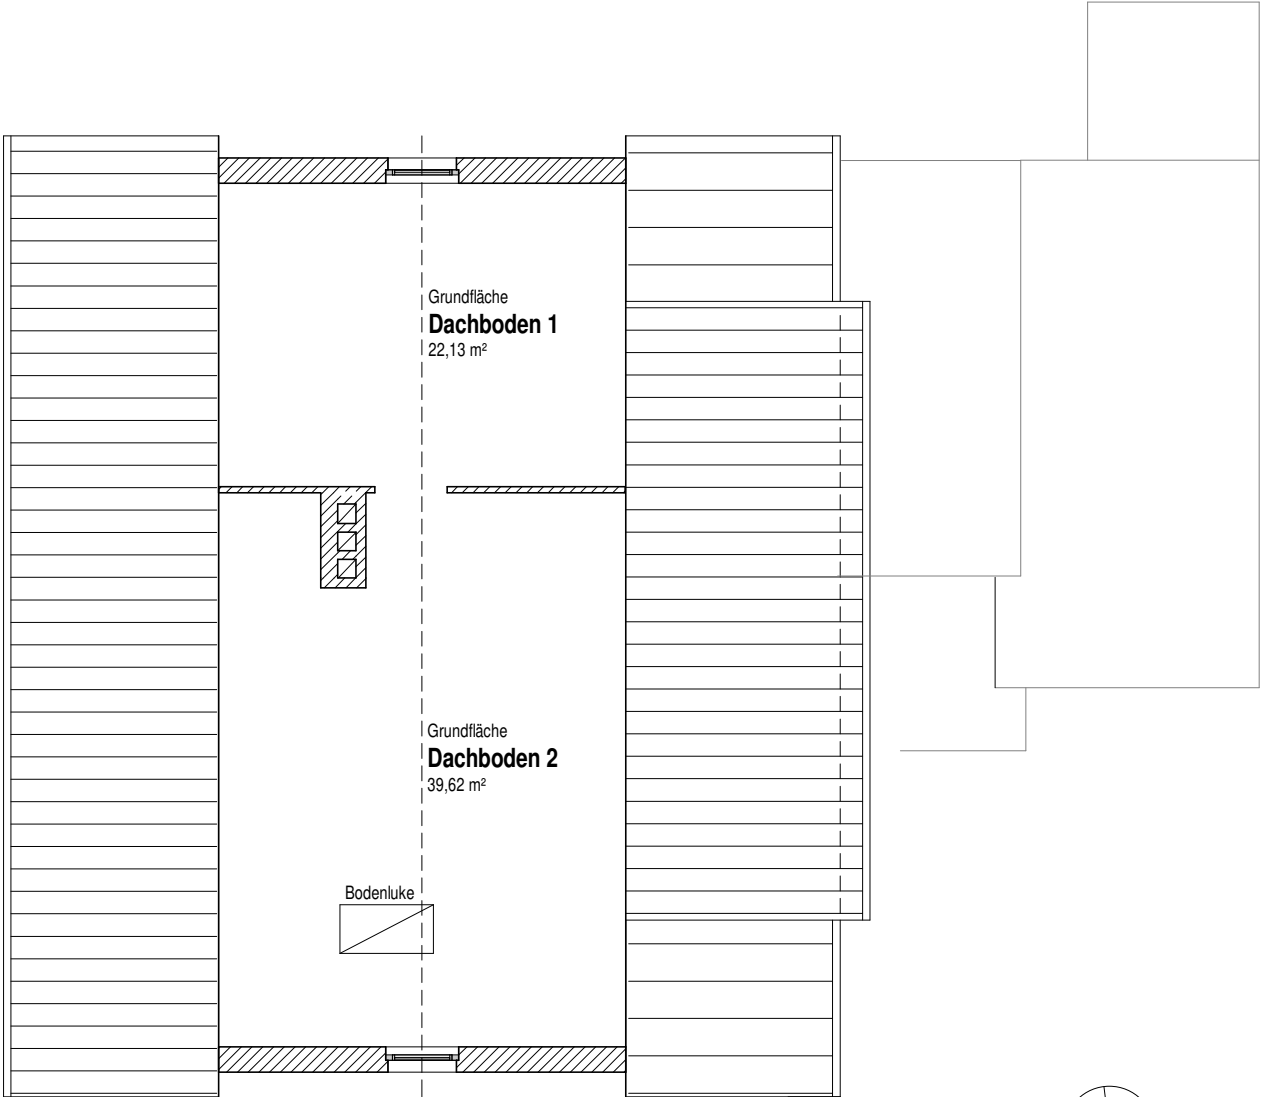 Grundfläche
Dachboden 1
22,13 m²
Grundfläche
Dachboden 2
39,62 m²
Bodenluke